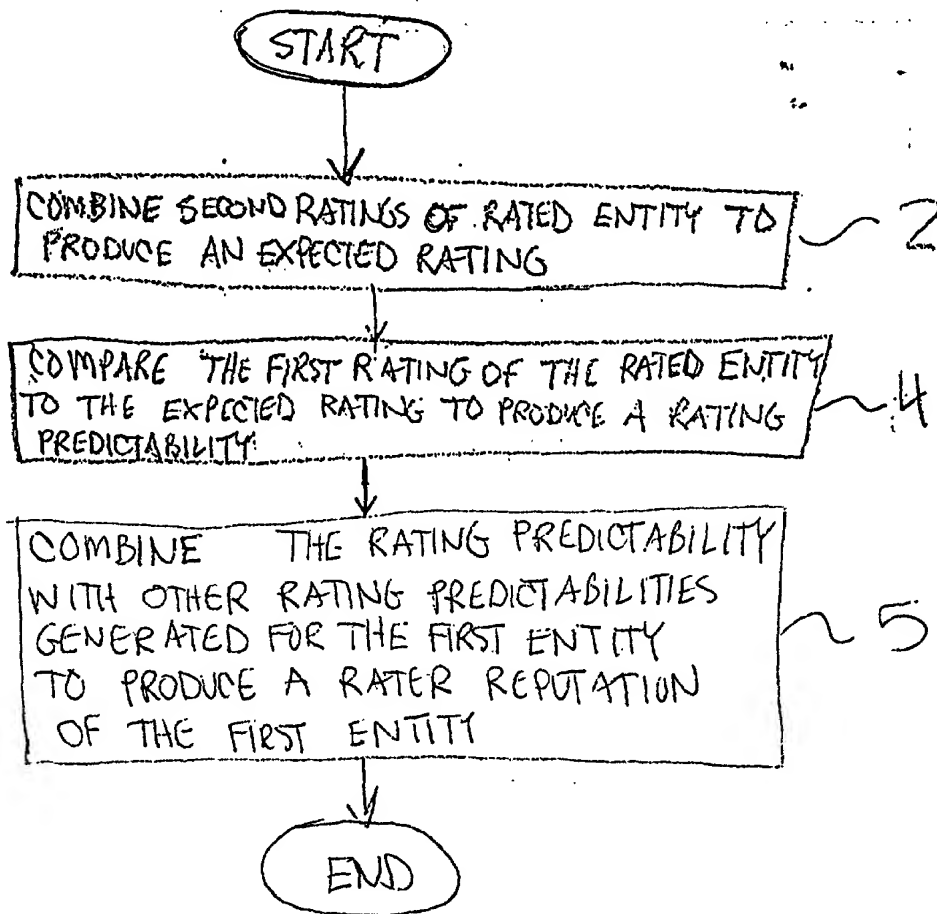 START
COMBINE SECOND RATINGS OF RATED ENTITY TO
PRODUCE AN EXPECTED RATING
2
COMPARE THE FIRST RATING OF THE RATED ENTITY
TO THE EXPECTED RATING TO PRODUCE A RATING
PREDICTABILITY
4
COMBINE THE RATING PREDICTABILITY
WITH OTHER RATING PREDICTABILITIES
GENERATED FOR THE FIRST ENTITY
TO PRODUCE A RATER REPUTATION
OF THE FIRST ENTITY
5
END